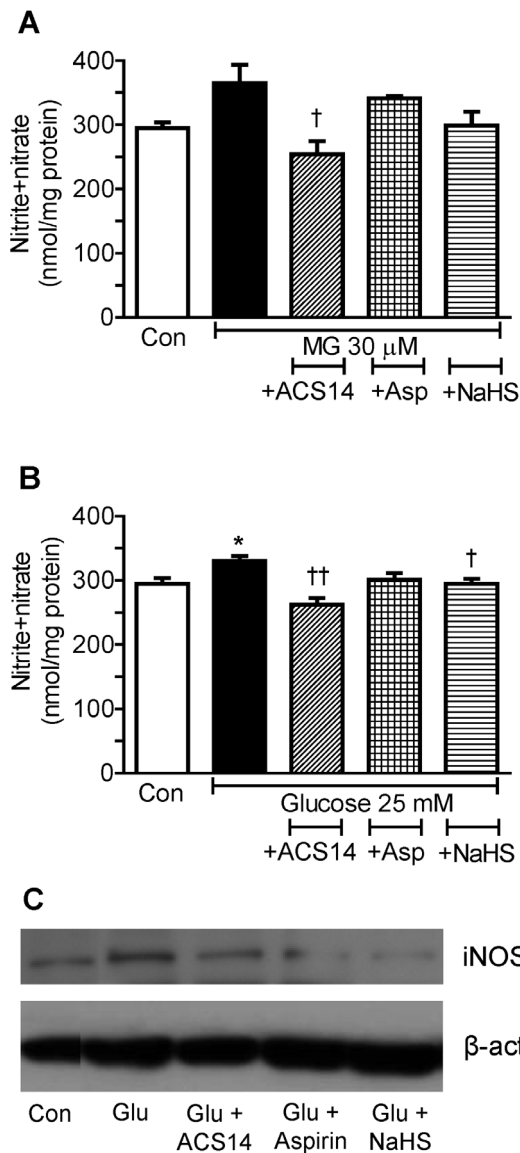 A
Nitrite+nitrate
(nmol/mg protein)
400
300
200
100
0
†
Con
MG 30 μM
+ACS14 +Asp +NaHS
B
Nitrite+nitrate
(nmol/mg protein)
400
300
200
100
0
*
††
†
Con
Glucose 25 mM
+ACS14 +Asp +NaHS
C
iNOS
β-act
Con Glu Glu + Glu + Glu +
ACS14 Aspirin NaHS